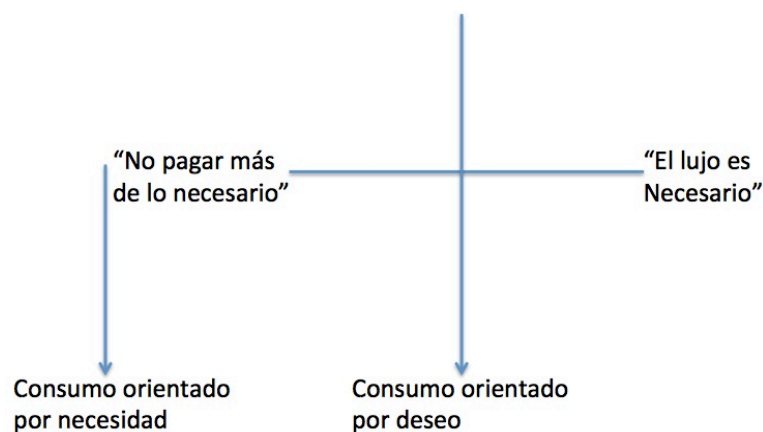 “No pagar más
de lo necesario”
“El lujo es
Necesario”
Consumo orientado
por necesidad
Consumo orientado
por deseo